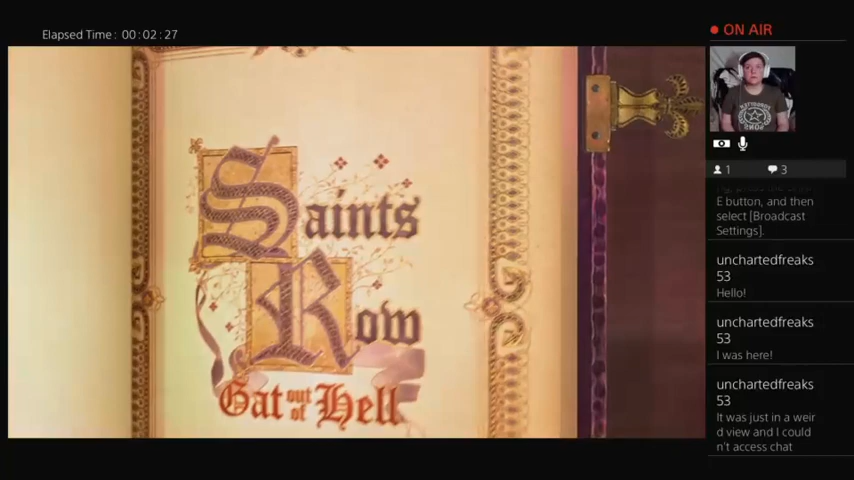 Elapsed Time: 00:02:27
ON AIR
1
3
E button, and then
select [Broadcast
Settings].
unchartedfreaks
53
Hello!
unchartedfreaks
53
I was here!
unchartedfreaks
53
It was just in a weir
d view and I could
n't access chat
Saints
Row
Gat out of Hell